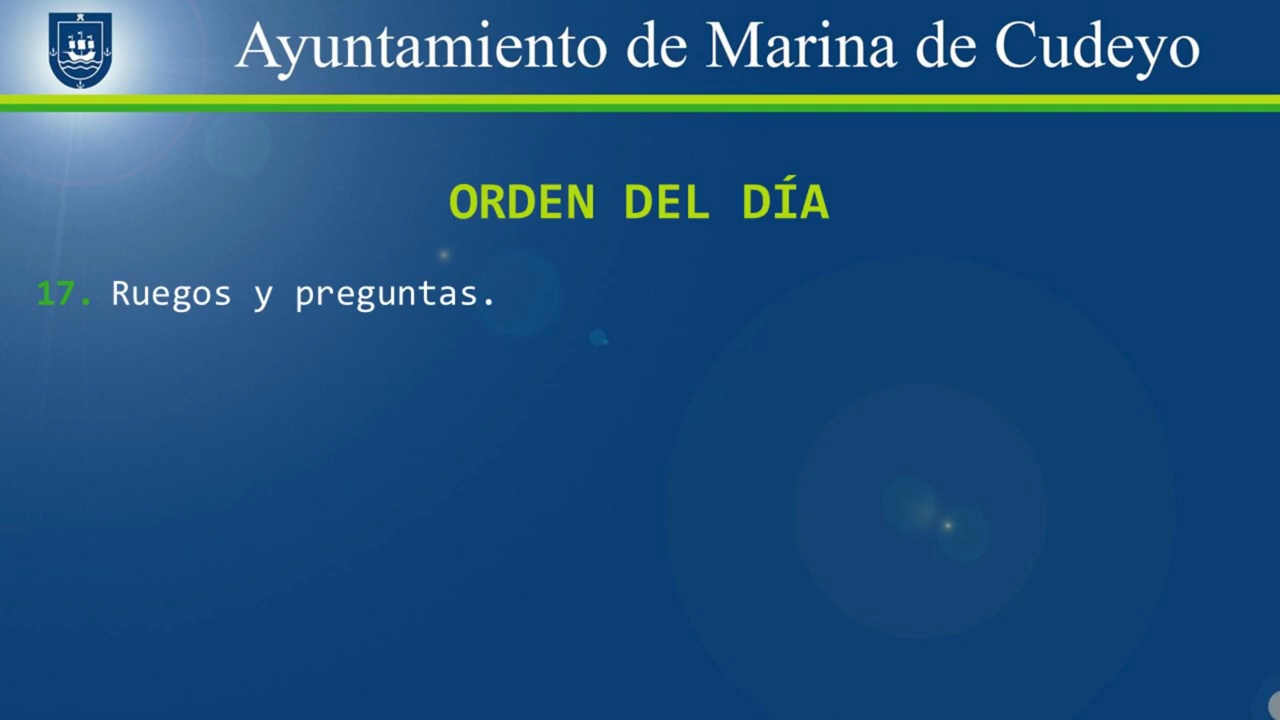 Ayuntamiento de Marina de Cudeyo
ORDEN DEL DÍA
17. Ruegos y preguntas.